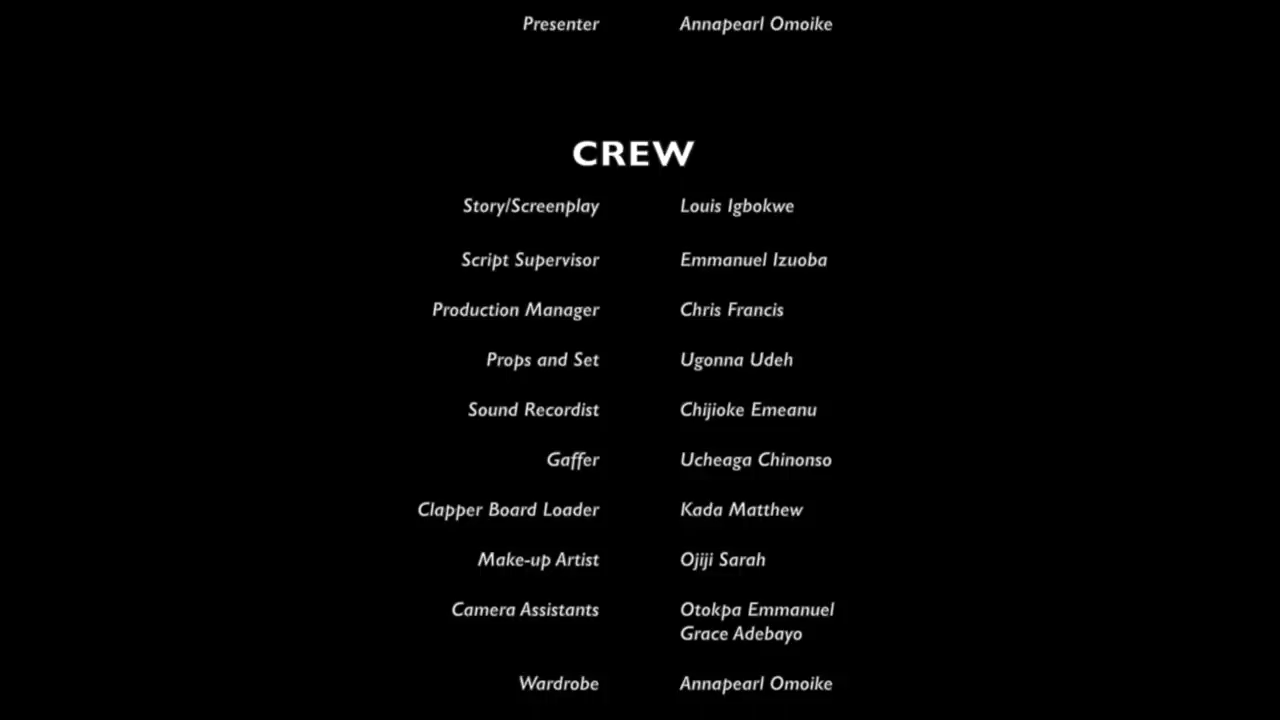 Presenter Annapearl Omoike
CREW
Story/Screenplay Louis Igbokwe
Script Supervisor Emmanuel Izuoba
Production Manager Chris Francis
Props and Set Ugonna Udeh
Sound Recordist Chijioke Emeanu
Gaffer Ucheaga Chinonso
Clapper Board Loader Kada Matthew
Make-up Artist Ojiji Sarah
Camera Assistants Otokpa Emmanuel
Grace Adebayo
Wardrobe Annapearl Omoike